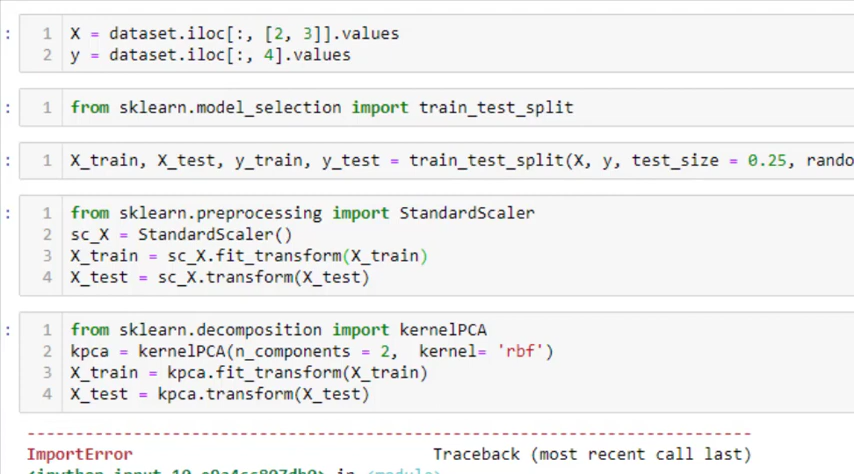 : 1 X = dataset.iloc[:, [2, 3]].values
2 y = dataset.iloc[:, 4].values
: 1 from sklearn.model_selection import train_test_split
: 1 X_train, X_test, y_train, y_test = train_test_split(X, y, test_size = 0.25, rando
: 1 from sklearn.preprocessing import StandardScaler
2 sc_X = StandardScaler()
3 X_train = sc_X.fit_transform(X_train)
4 X_test = sc_X.transform(X_test)
: 1 from sklearn.decomposition import kernelPCA
2 kpca = kernelPCA(n_components = 2, kernel= 'rbf')
3 X_train = kpca.fit_transform(X_train)
4 X_test = kpca.transform(X_test)
ImportError Traceback (most recent call last)
in <module>